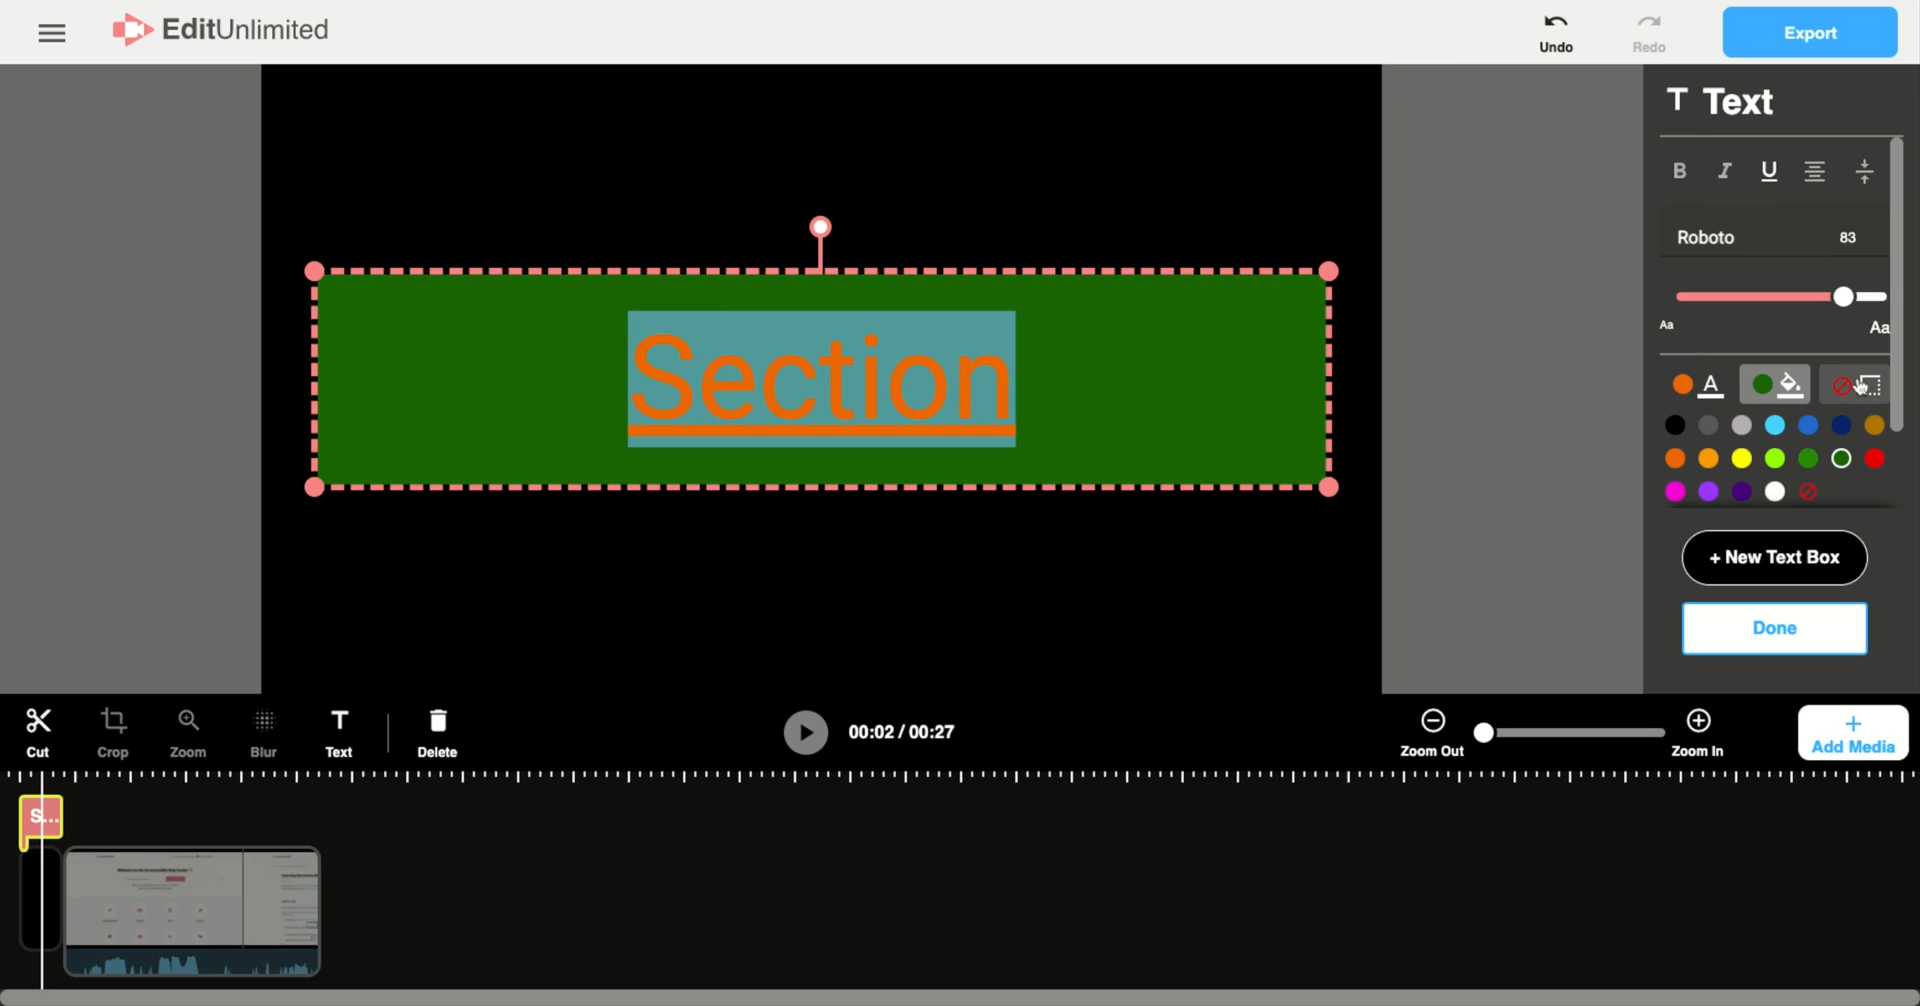 EditUnlimited
Undo
Redo
Export
T Text
B I U
Roboto 83
Aa Aa
A
Section
+ New Text Box
Done
Cut
Crop
Zoom
Blur
T
Text
Delete
00:02 / 00:27
Zoom Out
Zoom In
+
Add Media
S...